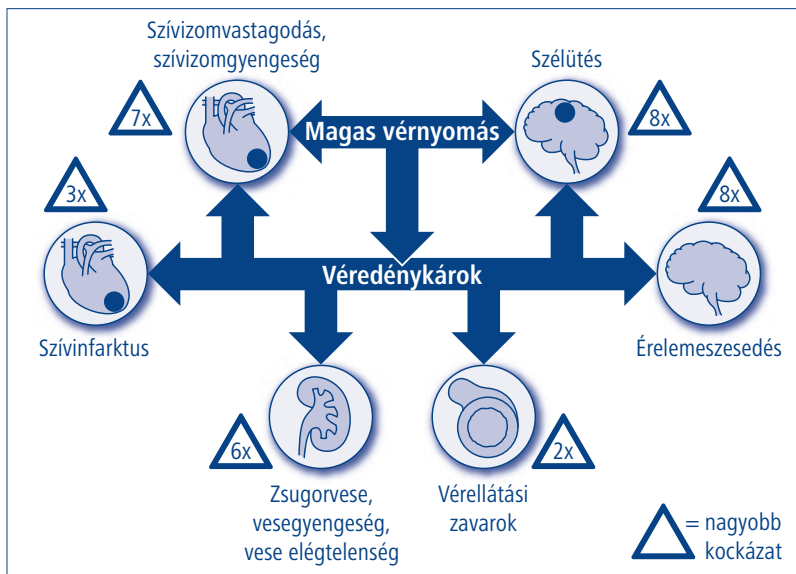 Szívizomvastagodás,
szívizomgyengeség
Szélütés
7x
Magas vérnyomás
8x
3x
8x
Véredénykárok
Szívinfarktus
Érelemeszesedés
6x
2x
Zsugorvese,
vesegyengeség,
vese elégtelenség
Vérellátási
zavarok
= nagyobb
kockázat